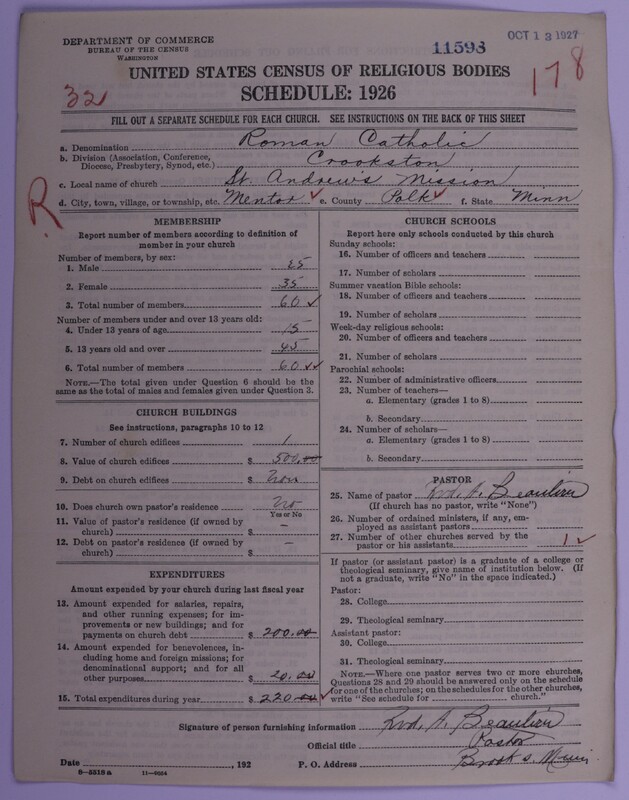 DEPARTMENT OF COMMERCE
BUREAU OF THE CENSUS
WASHINGTON
11593
OCT 13 1927
UNITED STATES CENSUS OF RELIGIOUS BODIES
SCHEDULE: 1926
32
178
FILL OUT A SEPARATE SCHEDULE FOR EACH CHURCH. SEE INSTRUCTIONS ON THE BACK OF THIS SHEET
a. Denomination Roman Catholic
b. Division (Association, Conference, Diocese, Presbytery, Synod, etc.) Crookston
c. Local name of church St. Andrew's Mission
d. City, town, village, or township, etc. Mentor ✓ e. County Polk ✓ f. State Minn
R
MEMBERSHIP
Report number of members according to definition of
member in your church
Number of members, by sex:
1. Male 25
2. Female 35
3. Total number of members 60 ✓
Number of members under and over 13 years old:
4. Under 13 years of age 15
5. 13 years old and over 45
6. Total number of members 60 ✓✓
NOTE.—The total given under Question 6 should be
same as the total of males and females given under Question 3.
CHURCH BUILDINGS
See instructions, paragraphs 10 to 12
7. Number of church edifices 1
8. Value of church edifices $ 500.00
9. Debt on church edifices $
10. Does church own pastor's residence No
Yes or No
11. Value of pastor's residence (if owned by
church) $ –
12. Debt on pastor's residence (if owned by
church) $ –
EXPENDITURES
Amount expended by your church during last fiscal year
13. Amount expended for salaries, repairs,
and other running expenses; for im-
provements or new buildings; and for
payments on church debt $ 200.00
14. Amount expended for benevolences, in-
cluding home and foreign missions; for
denominational support; and for all
other purposes $ 20.00
15. Total expenditures during year $ 220.00 ✓
CHURCH SCHOOLS
Report here only schools conducted by this church
Sunday schools:
16. Number of officers and teachers
17. Number of scholars
Summer vacation Bible schools:
18. Number of officers and teachers
19. Number of scholars
Week-day religious schools:
20. Number of officers and teachers
21. Number of scholars
Parochial schools:
22. Number of administrative officers
23. Number of teachers—
a. Elementary (grades 1 to 8)
b. Secondary
24. Number of scholars—
a. Elementary (grades 1 to 8)
b. Secondary
PASTOR
25. Name of pastor Rvd. A. Beaulieu
(If church has no pastor, write "None")
26. Number of ordained ministers, if any, em-
ployed as assistant pastors
27. Number of other churches served by the
pastor or his assistants 1 ✓
If pastor (or assistant pastor) is a graduate of a college or
theological seminary, give name of institution below. (If
not a graduate, write "No" in the space indicated.)
Pastor:
28. College
29. Theological seminary
Assistant pastor:
30. College
31. Theological seminary
NOTE.—Where one pastor serves two or more churches,
Questions 28 and 29 should be answered only on the schedule
for one of the churches; on the schedules for the other churches,
write "See schedule for church."
Signature of person furnishing information Rvd. A. Beaulieu
Official title Pastor
Date , 192 P. O. Address Brooks, Minn
8—5318 a 11—9664